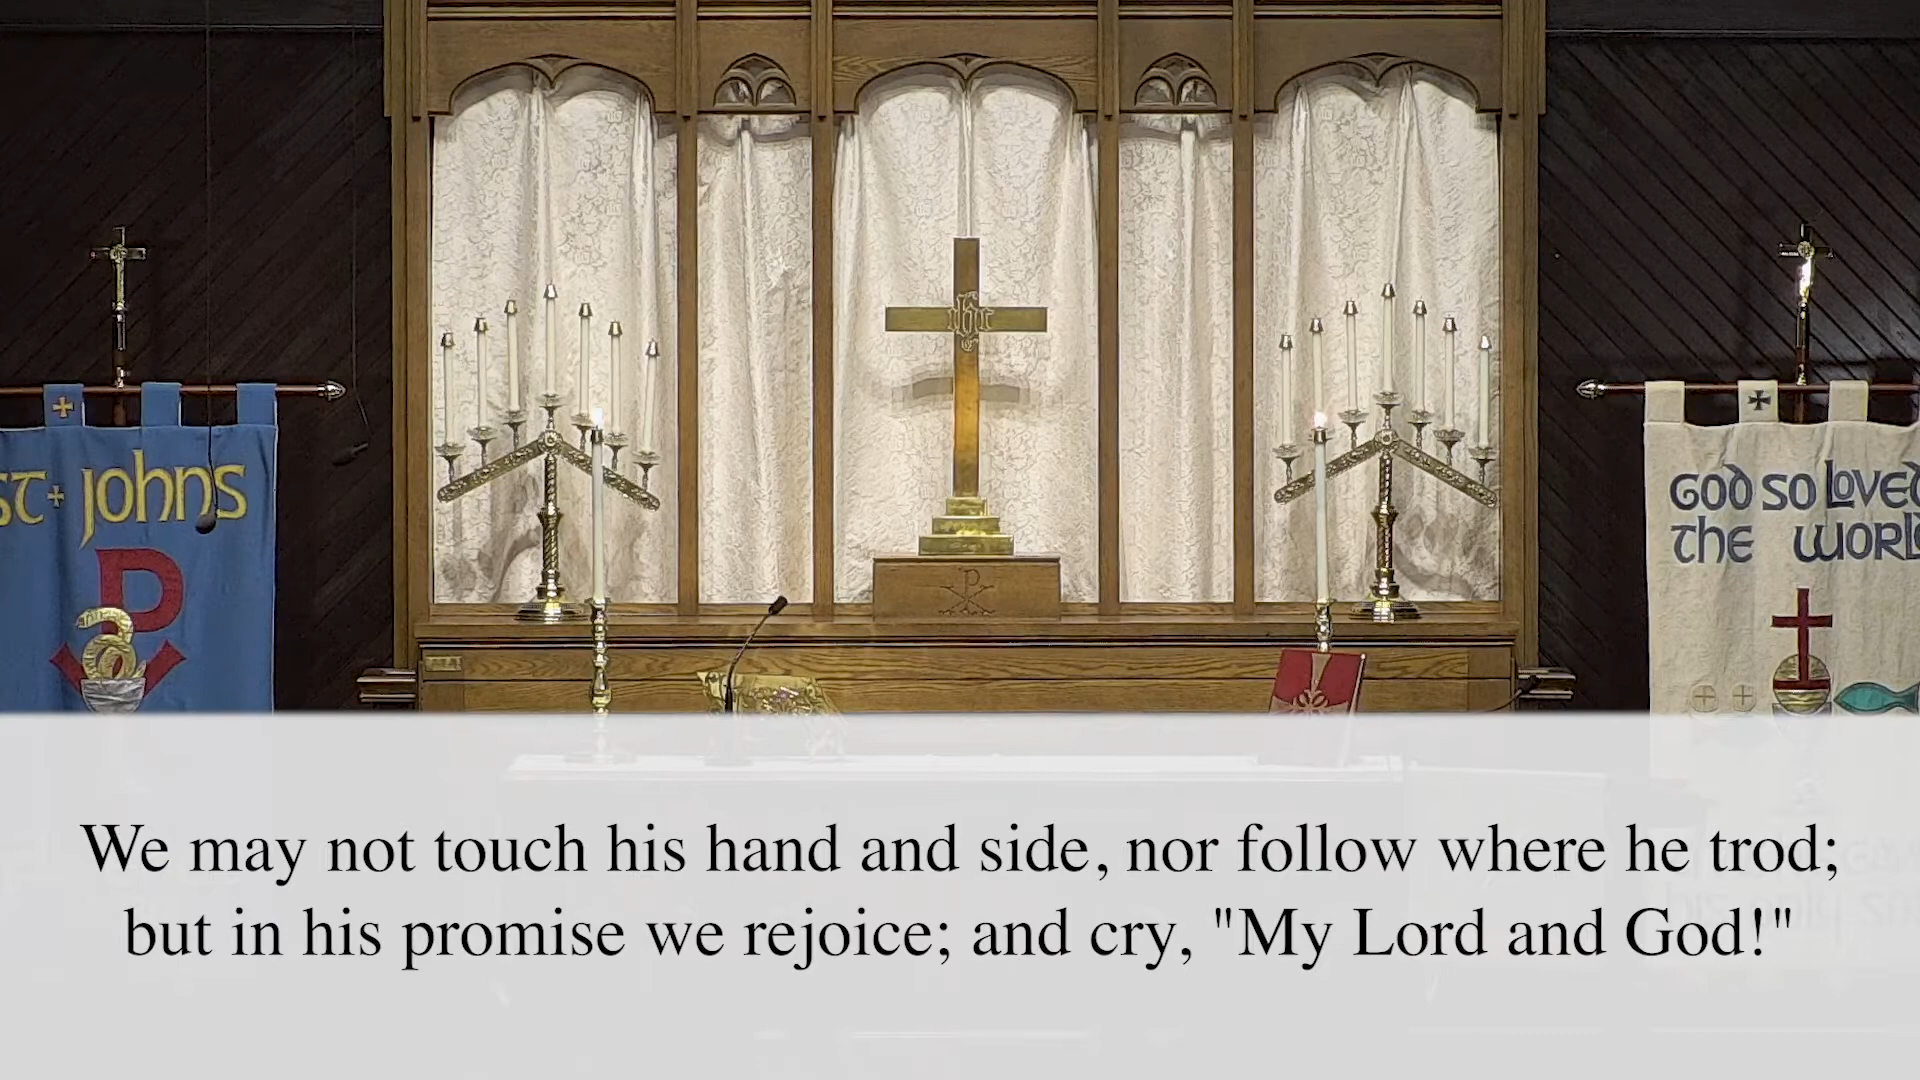 st johns
GOD SO LOVED
THE WORLD
We may not touch his hand and side, nor follow where he trod;
but in his promise we rejoice; and cry, "My Lord and God!"